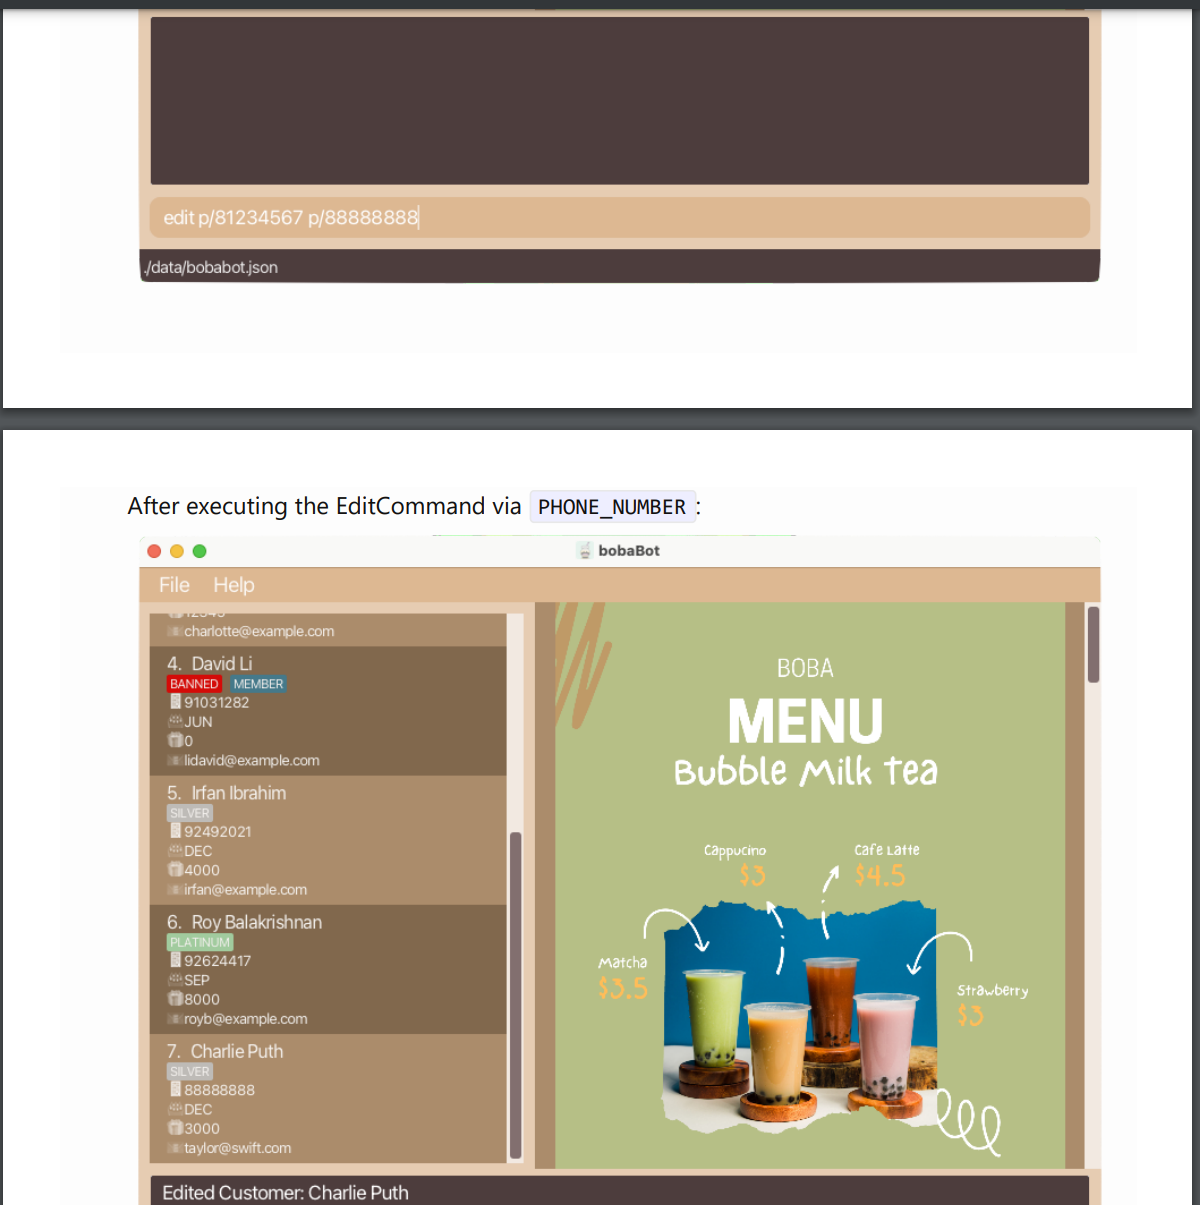 edit p/81234567 p/88888888
./data/bobabot.json
After executing the EditCommand via PHONE_NUMBER:
bobaBot
File Help
12345
charlotte@example.com
4. David Li
BANNED MEMBER
91031282
JUN
0
lidavid@example.com
5. Irfan Ibrahim
SILVER
92492021
DEC
4000
irfan@example.com
6. Roy Balakrishnan
PLATINUM
92624417
SEP
8000
royb@example.com
7. Charlie Puth
SILVER
88888888
DEC
3000
taylor@swift.com
BOBA
MENU
Bubble Milk Tea
Cappucino
$3
Cafe Latte
$4.5
Matcha
$3.5
Strawberry
$3
Edited Customer: Charlie Puth